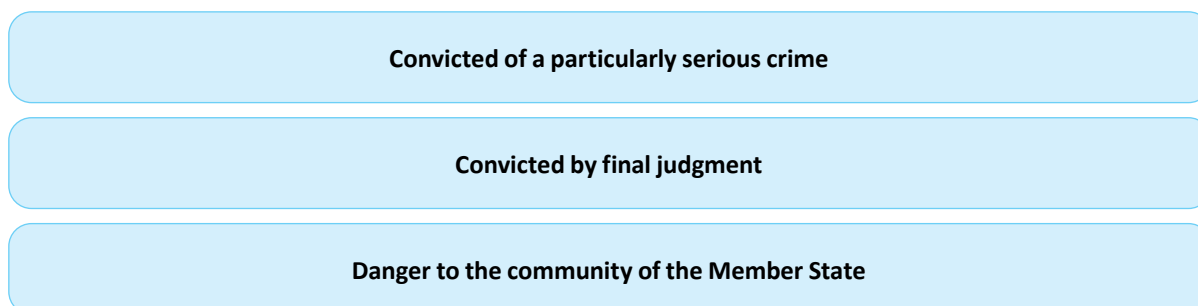 Convicted of a particularly serious crime
Convicted by final judgment
Danger to the community of the Member State